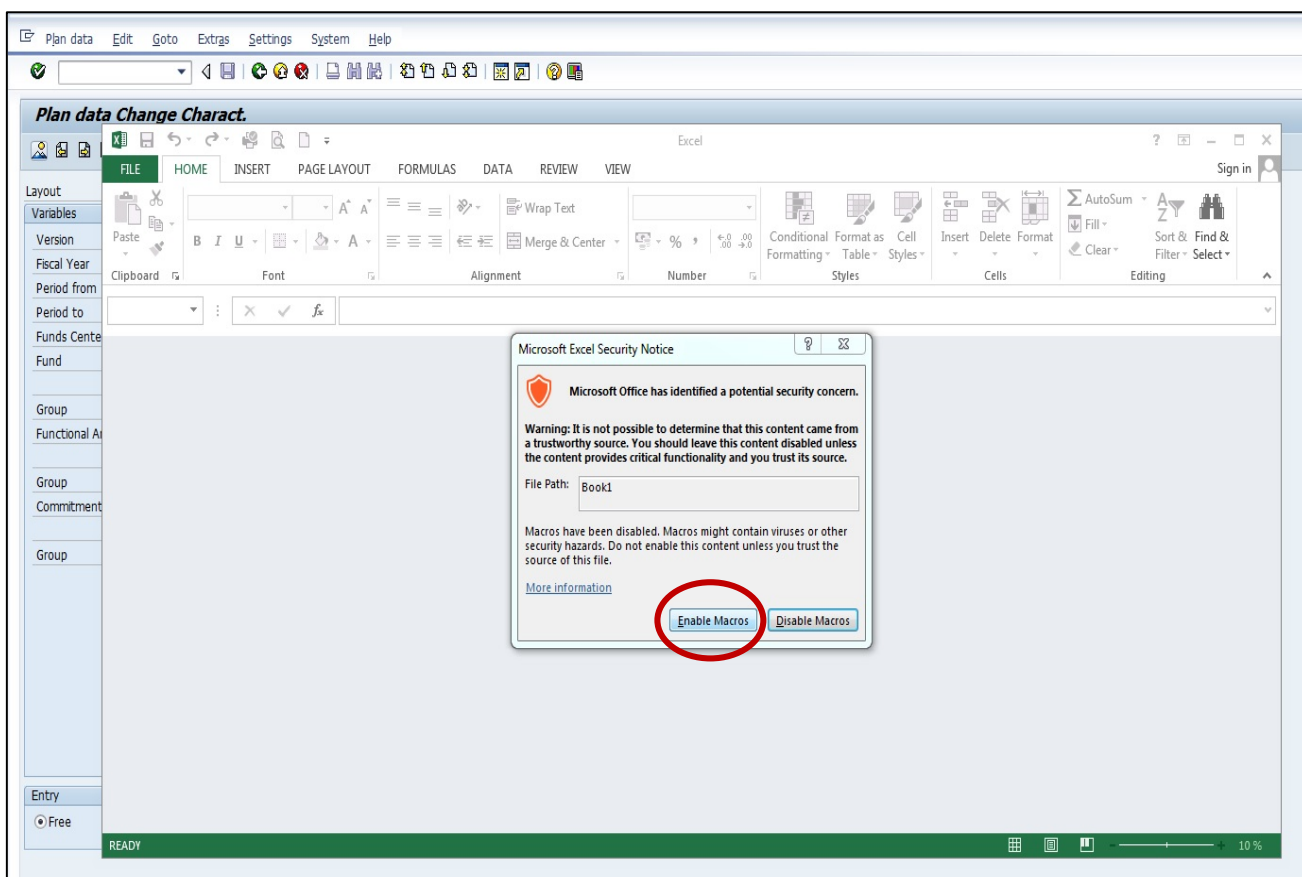 Plan data Edit Goto Extras Settings System Help
Plan data Change Charact.
Excel
FILE HOME INSERT PAGE LAYOUT FORMULAS DATA REVIEW VIEW Sign in
Paste B I U A A A Wrap Text Merge & Center % Conditional Formatting Format as Table Cell Styles Insert Delete Format AutoSum Fill Clear Sort & Filter Find & Select
Clipboard Font Alignment Number Styles Cells Editing
fx
Layout
Variables
Version
Fiscal Year
Period from
Period to
Funds Cente
Fund
Group
Functional Ar
Group
Commitment
Group
Microsoft Excel Security Notice
Microsoft Office has identified a potential security concern.
Warning: It is not possible to determine that this content came from
a trustworthy source. You should leave this content disabled unless
the content provides critical functionality and you trust its source.
File Path: Book1
Macros have been disabled. Macros might contain viruses or other
security hazards. Do not enable this content unless you trust the
source of this file.
More information
Enable Macros Disable Macros
Entry
Free
READY 10 %